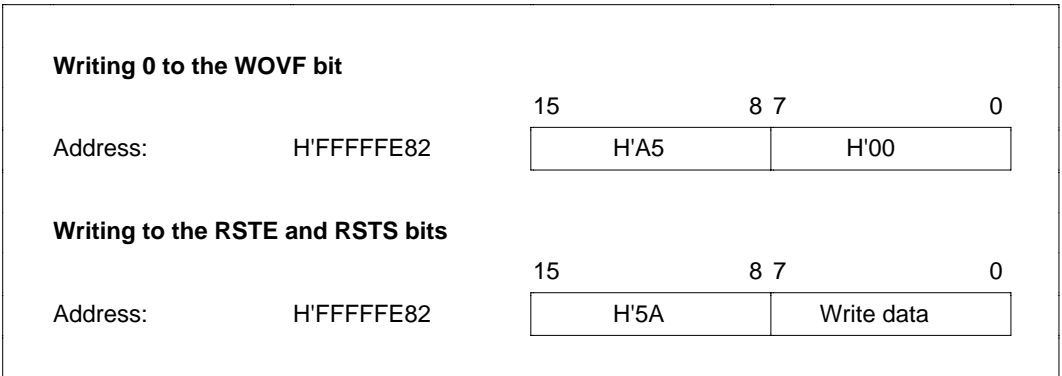 Writing 0 to the WOVF bit
15 8 7 0
Address: H'FFFFFE82 H'A5 H'00
Writing to the RSTE and RSTS bits
15 8 7 0
Address: H'FFFFFE82 H'5A Write data